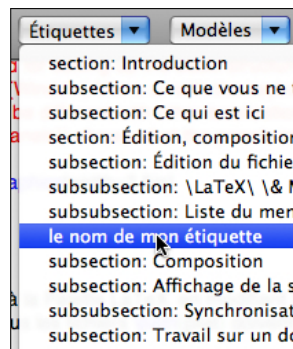 Étiquettes Modèles
section: Introduction
subsection: Ce que vous ne
subsection: Ce qui est ici
section: Édition, composition
subsection: Édition du fichie
subsubsection: \LaTeX\ \&
subsubsection: Liste du mer
le nom de mon étiquette
subsection: Composition
subsection: Affichage de la s
subsubsection: Synchronisat
subsection: Travail sur un do